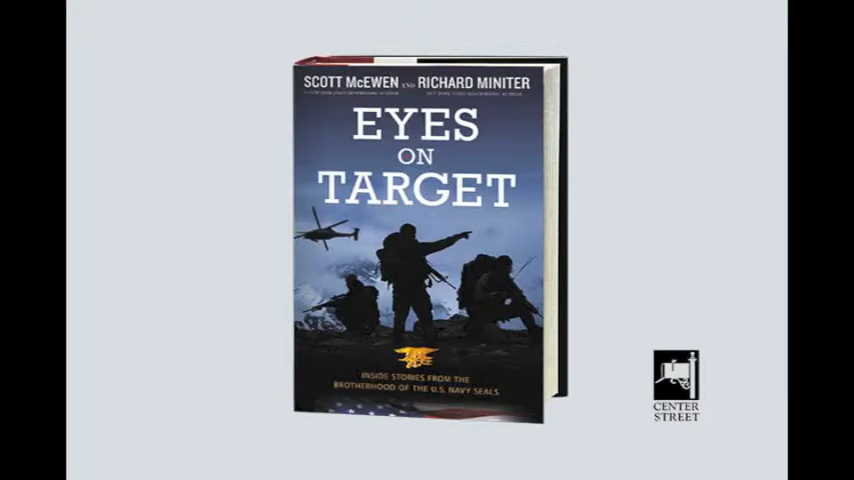 SCOTT McEWEN AND RICHARD MINITER
EYES
ON
TARGET
INSIDE STORIES FROM THE
BROTHERHOOD OF THE U.S. NAVY SEALS
CENTER
STREET